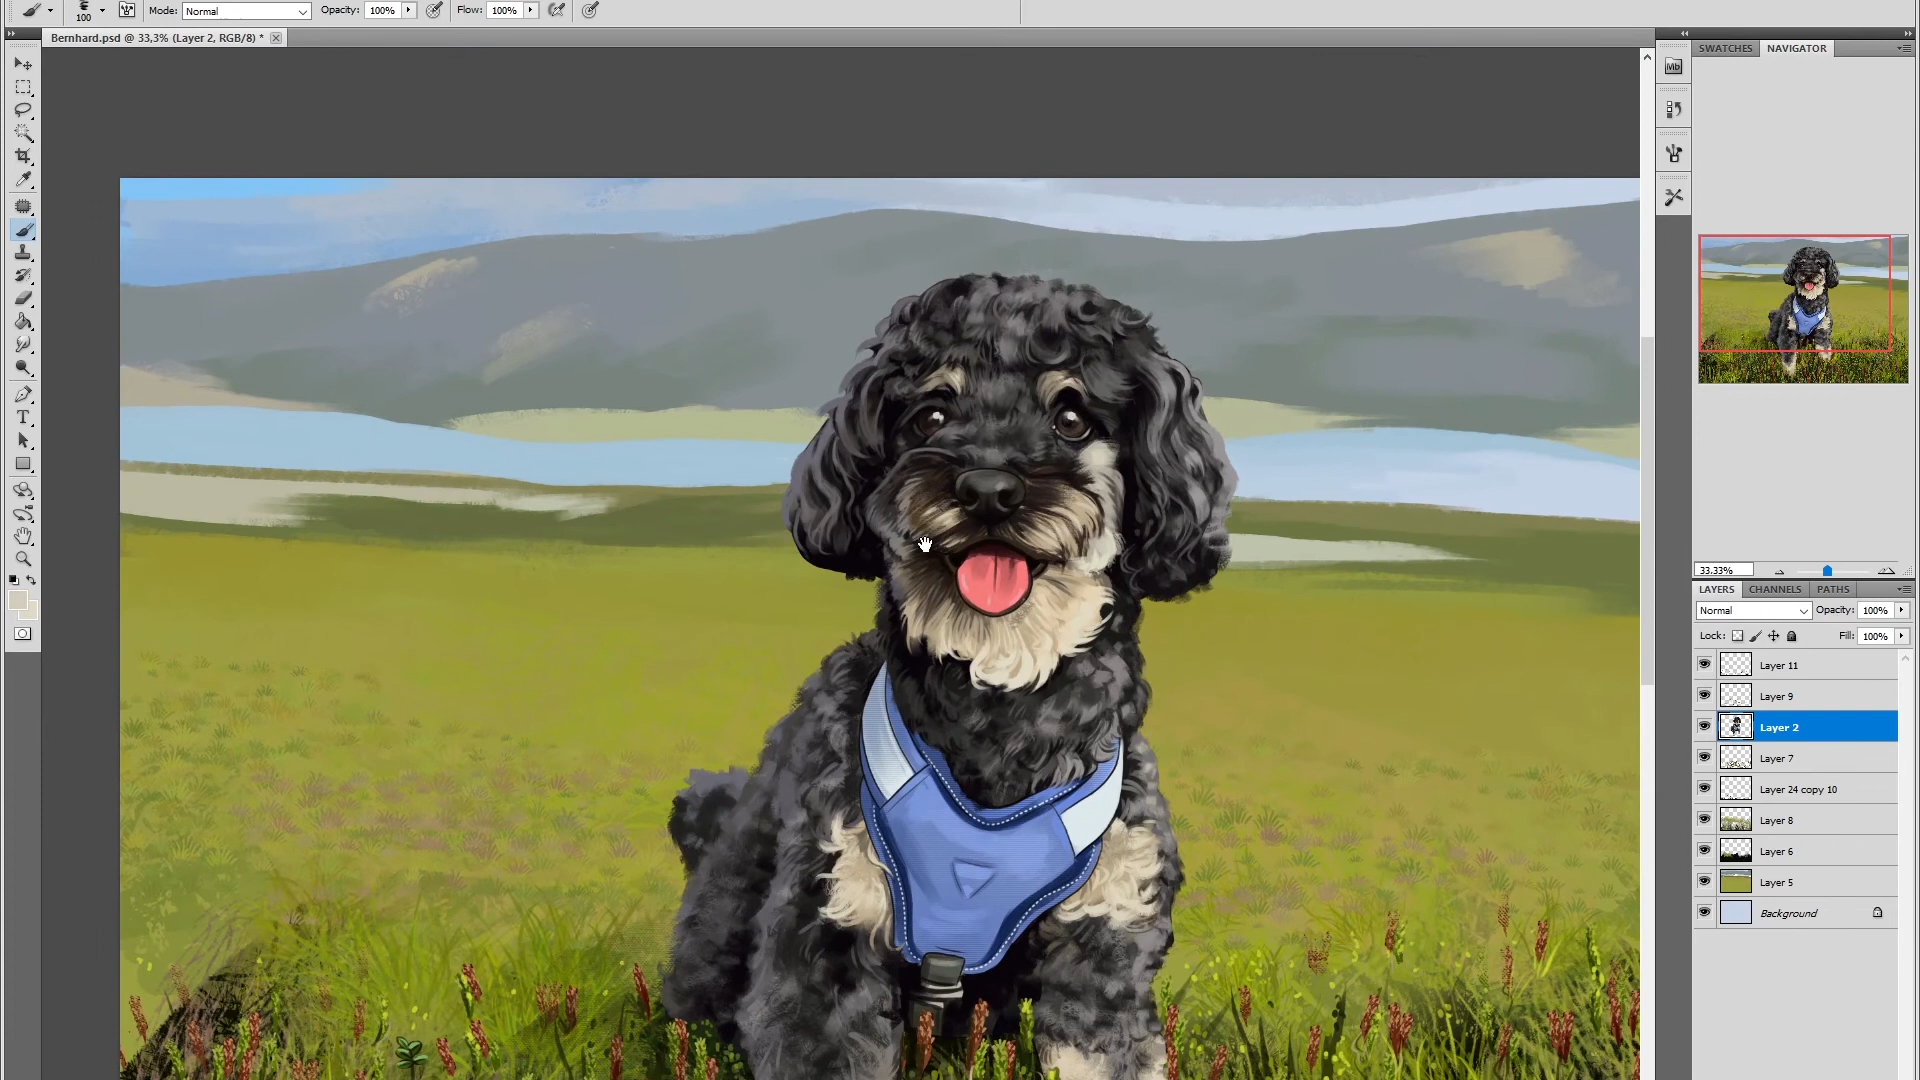 100 Mode: Normal Opacity: 100% Flow: 100%
Bernhard.psd @ 33,3% (Layer 2, RGB/8) *
SWATCHES NAVIGATOR
Mb
T
33.33%
LAYERS CHANNELS PATHS
Normal Opacity: 100%
Lock: Fill: 100%
Layer 11
Layer 9
Layer 2
Layer 7
Layer 24 copy 10
Layer 8
Layer 6
Layer 5
Background